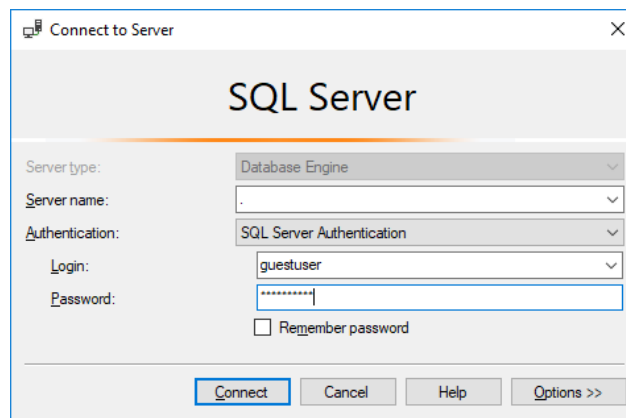 Connect to Server
SQL Server
Server type: Database Engine
Server name: .
Authentication: SQL Server Authentication
Login: guestuser
Password: **********
Remember password
Connect Cancel Help Options >>